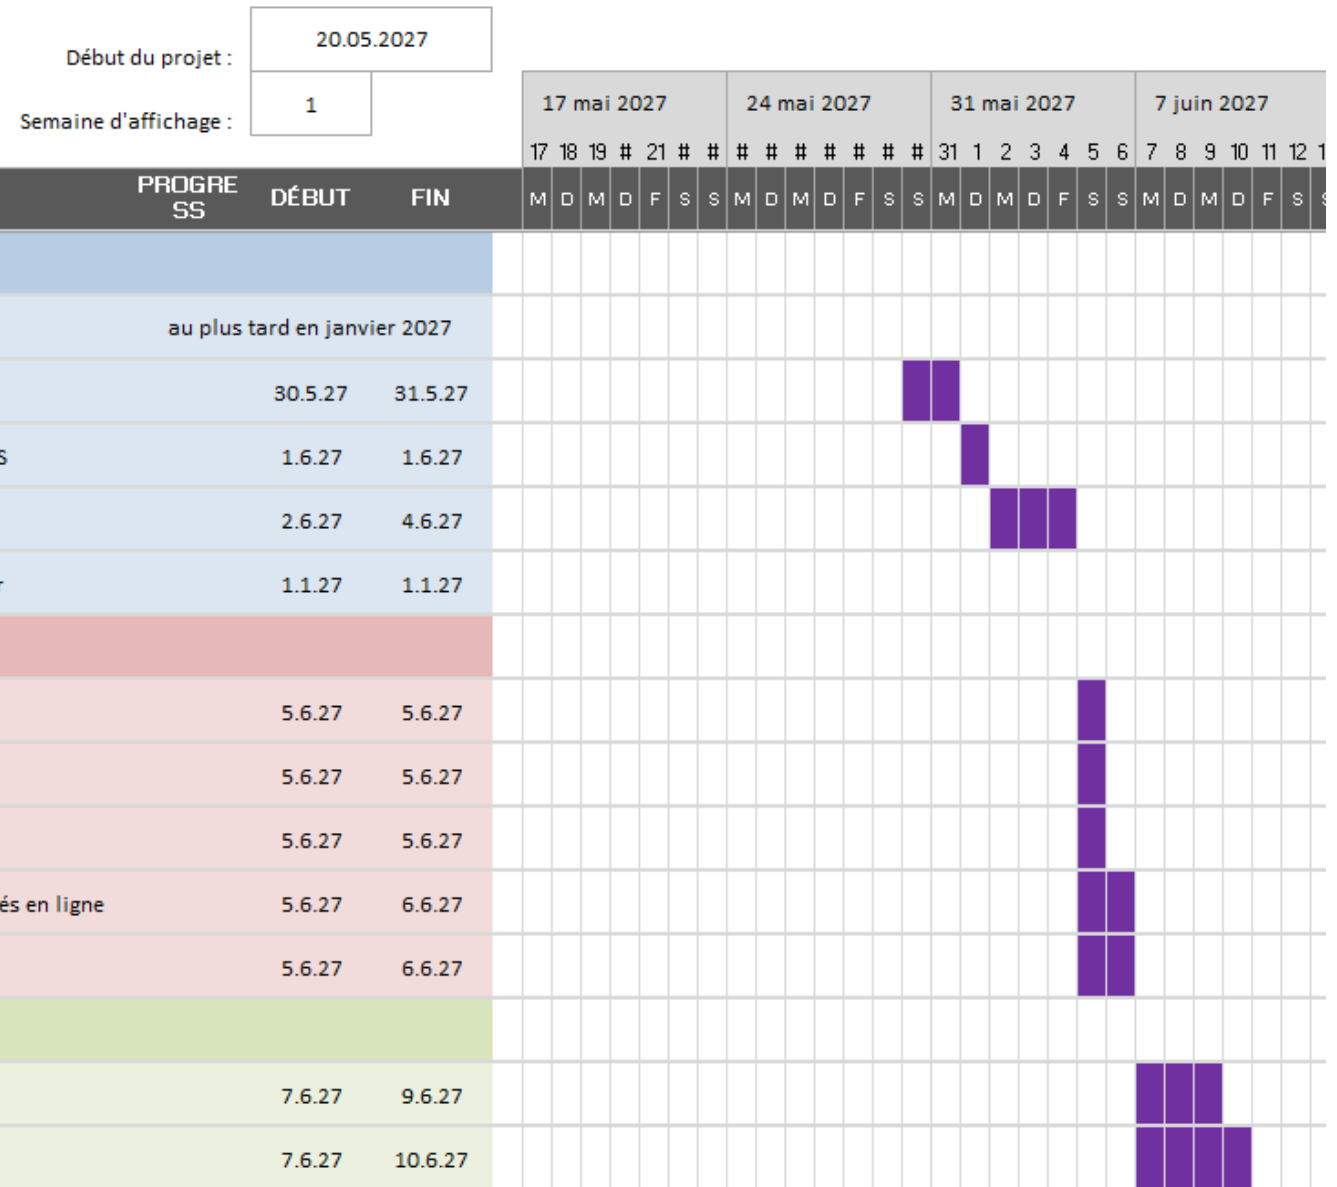 Début du projet :
20.05.2027
Semaine d'affichage :
1
17 mai 2027 24 mai 2027 31 mai 2027 7 juin 2027
17 18 19 # 21 # # # # # # # # # 31 1 2 3 4 5 6 7 8 9 10 11 12 1
PROGRE
SS
DÉBUT FIN M D M D F S S M D M D F S S M D M D F S S M D M D F S S
au plus tard en janvier 2027
30.5.27 31.5.27
S 1.6.27 1.6.27
2.6.27 4.6.27
r 1.1.27 1.1.27
5.6.27 5.6.27
5.6.27 5.6.27
5.6.27 5.6.27
és en ligne 5.6.27 6.6.27
5.6.27 6.6.27
7.6.27 9.6.27
7.6.27 10.6.27